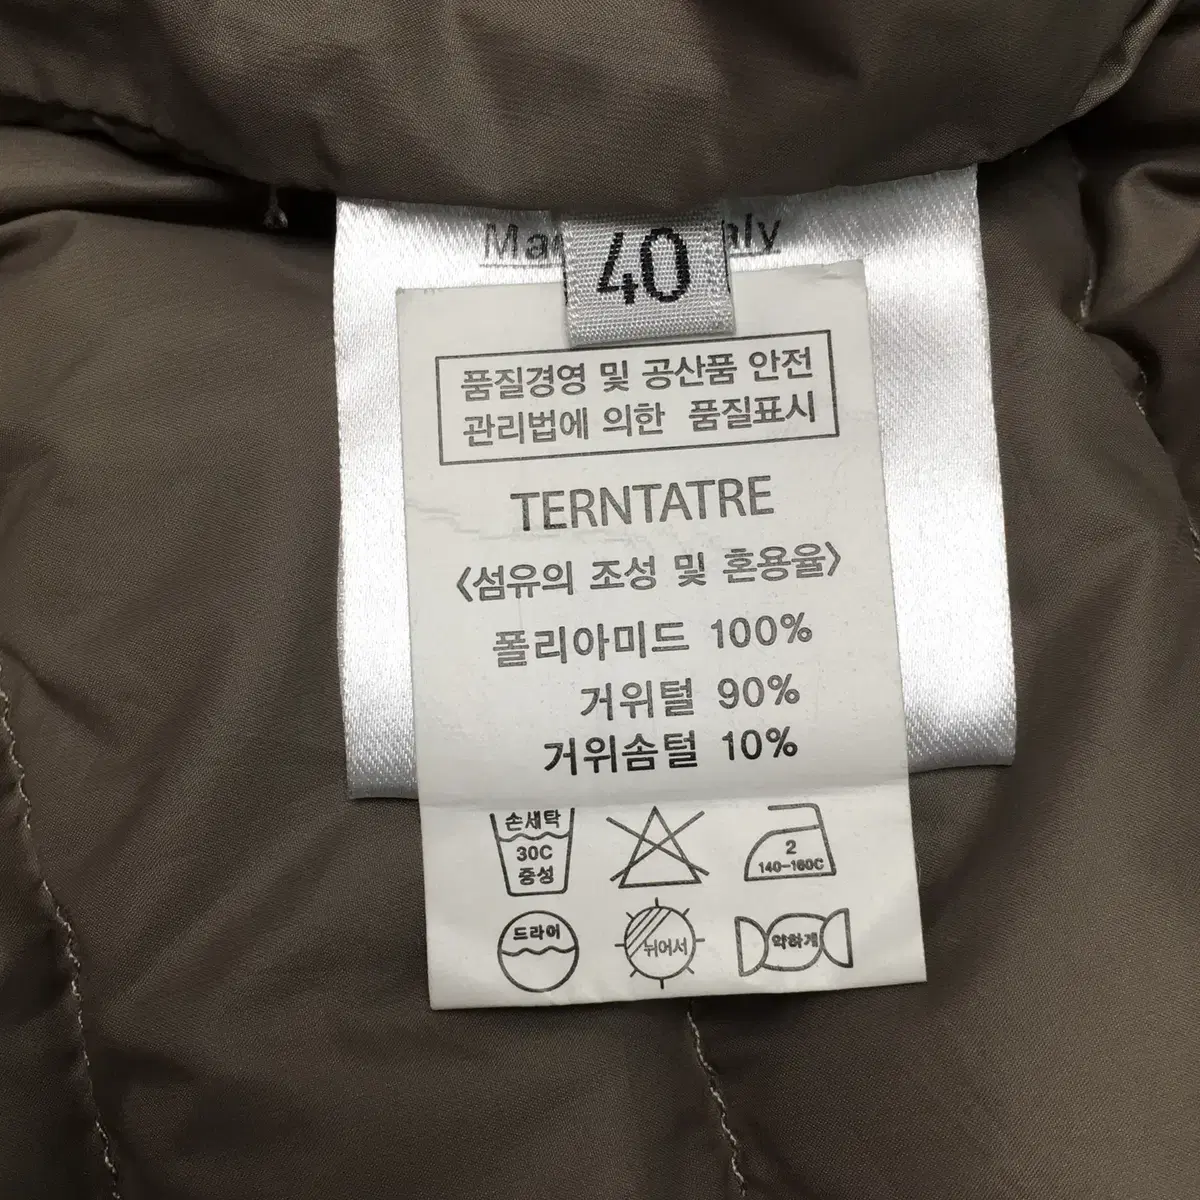 40
품질경영 및 공산품 안전
관리법에 의한 품질표시
TERNTATRE
<섬유의 조성 및 혼용율>
폴리아미드 100%
거위털 90%
거위솜털 10%
손세탁
30C
중성
2
140-160C
드라이
뉘어서
약하게